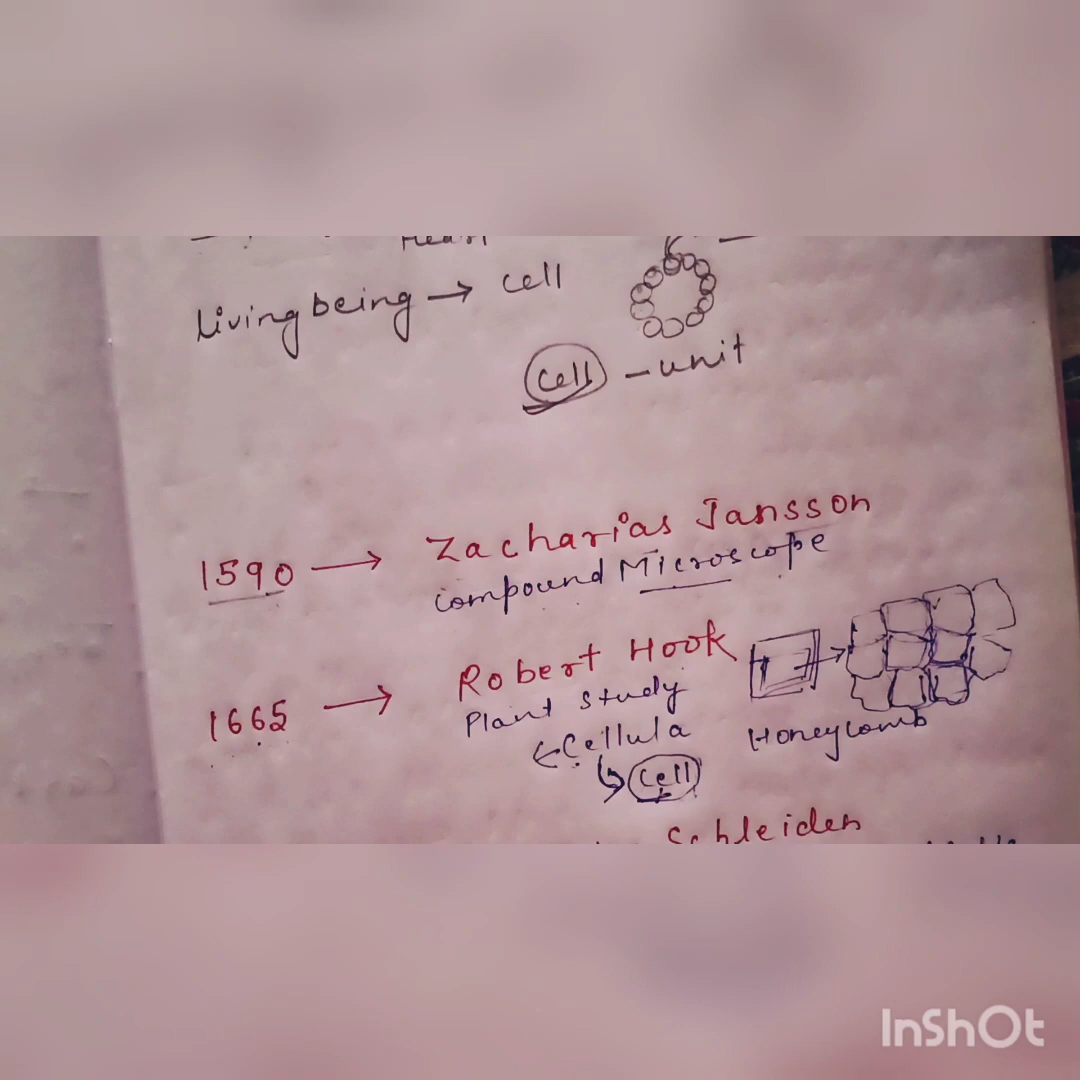 Living being → cell
cell – unit
1590 → Zacharias Jansson
compound Microscope
1665 → Robert Hook
Plant study
Cellula
cell
Honeycomb
Schleiden
InShOt